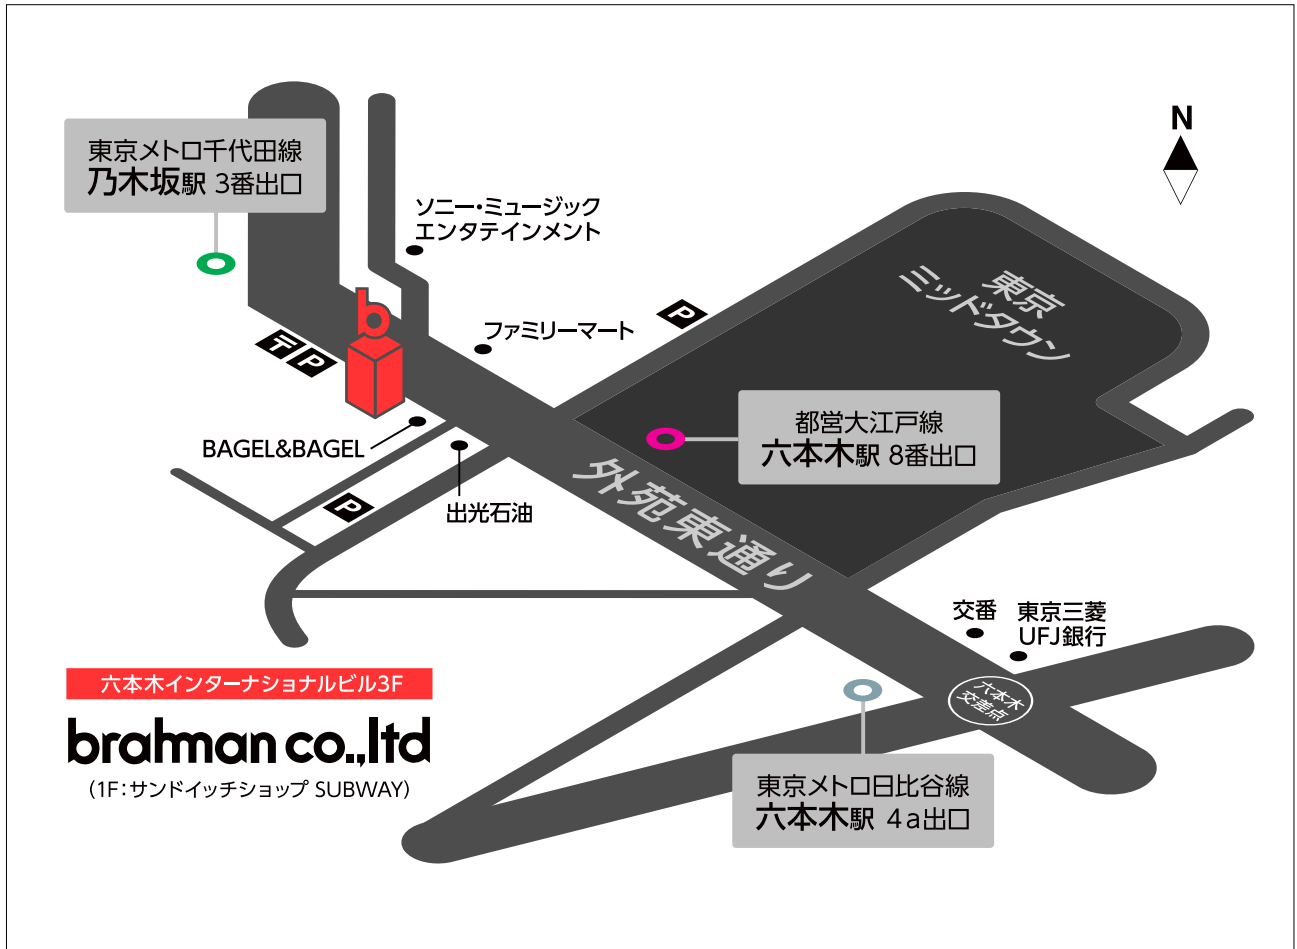 N
東京メトロ千代田線
乃木坂駅 3番出口
ソニー・ミュージック
エンタテインメント
東京
ミッドタウン
b
P
ファミリーマート
〒 P
都営大江戸線
六本木駅 8番出口
BAGEL&BAGEL
外苑東通り
P
出光石油
交番
東京三菱
UFJ銀行
六本木
交差点
六本木インターナショナルビル3F
brahman co.,ltd
（1F：サンドイッチショップ SUBWAY）
東京メトロ日比谷線
六本木駅 4a出口